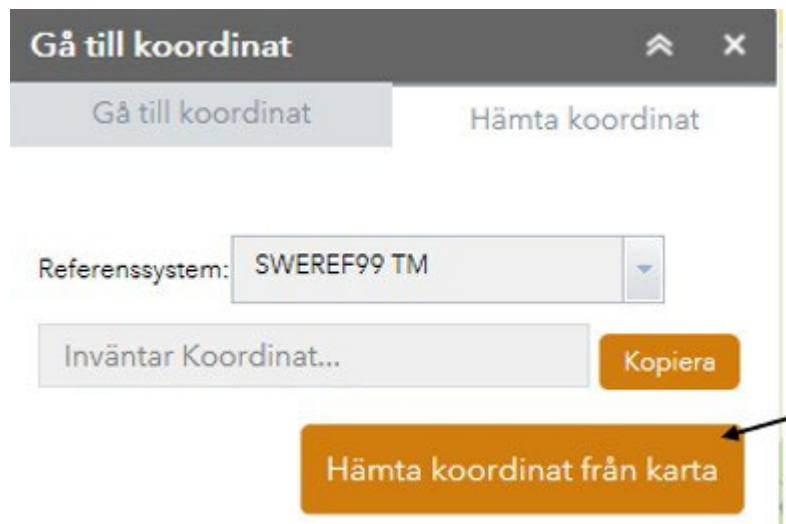 Gå till koordinat
Gå till koordinat Hämta koordinat
Referenssystem: SWEREF99 TM
Inväntar Koordinat... Kopiera
Hämta koordinat från karta